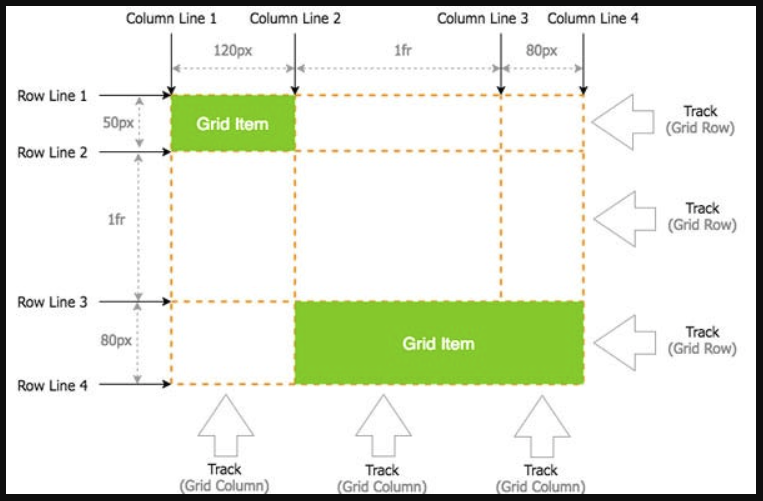 Column Line 1 Column Line 2 Column Line 3 Column Line 4
120px 1fr 80px
Row Line 1
50px
Grid Item
Track
(Grid Row)
Row Line 2
1fr
Track
(Grid Row)
Row Line 3
80px
Grid Item
Track
(Grid Row)
Row Line 4
Track
(Grid Column)
Track
(Grid Column)
Track
(Grid Column)